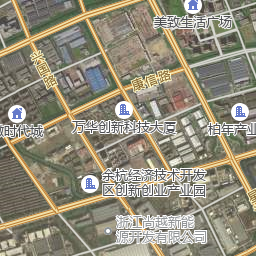 美致生活广场
兴国路
康信路
万华创新科技大厦
时代城
柏年产业
余杭经济技术开发
区创新创业产业园
浙江尚越新能
源开发有限公司